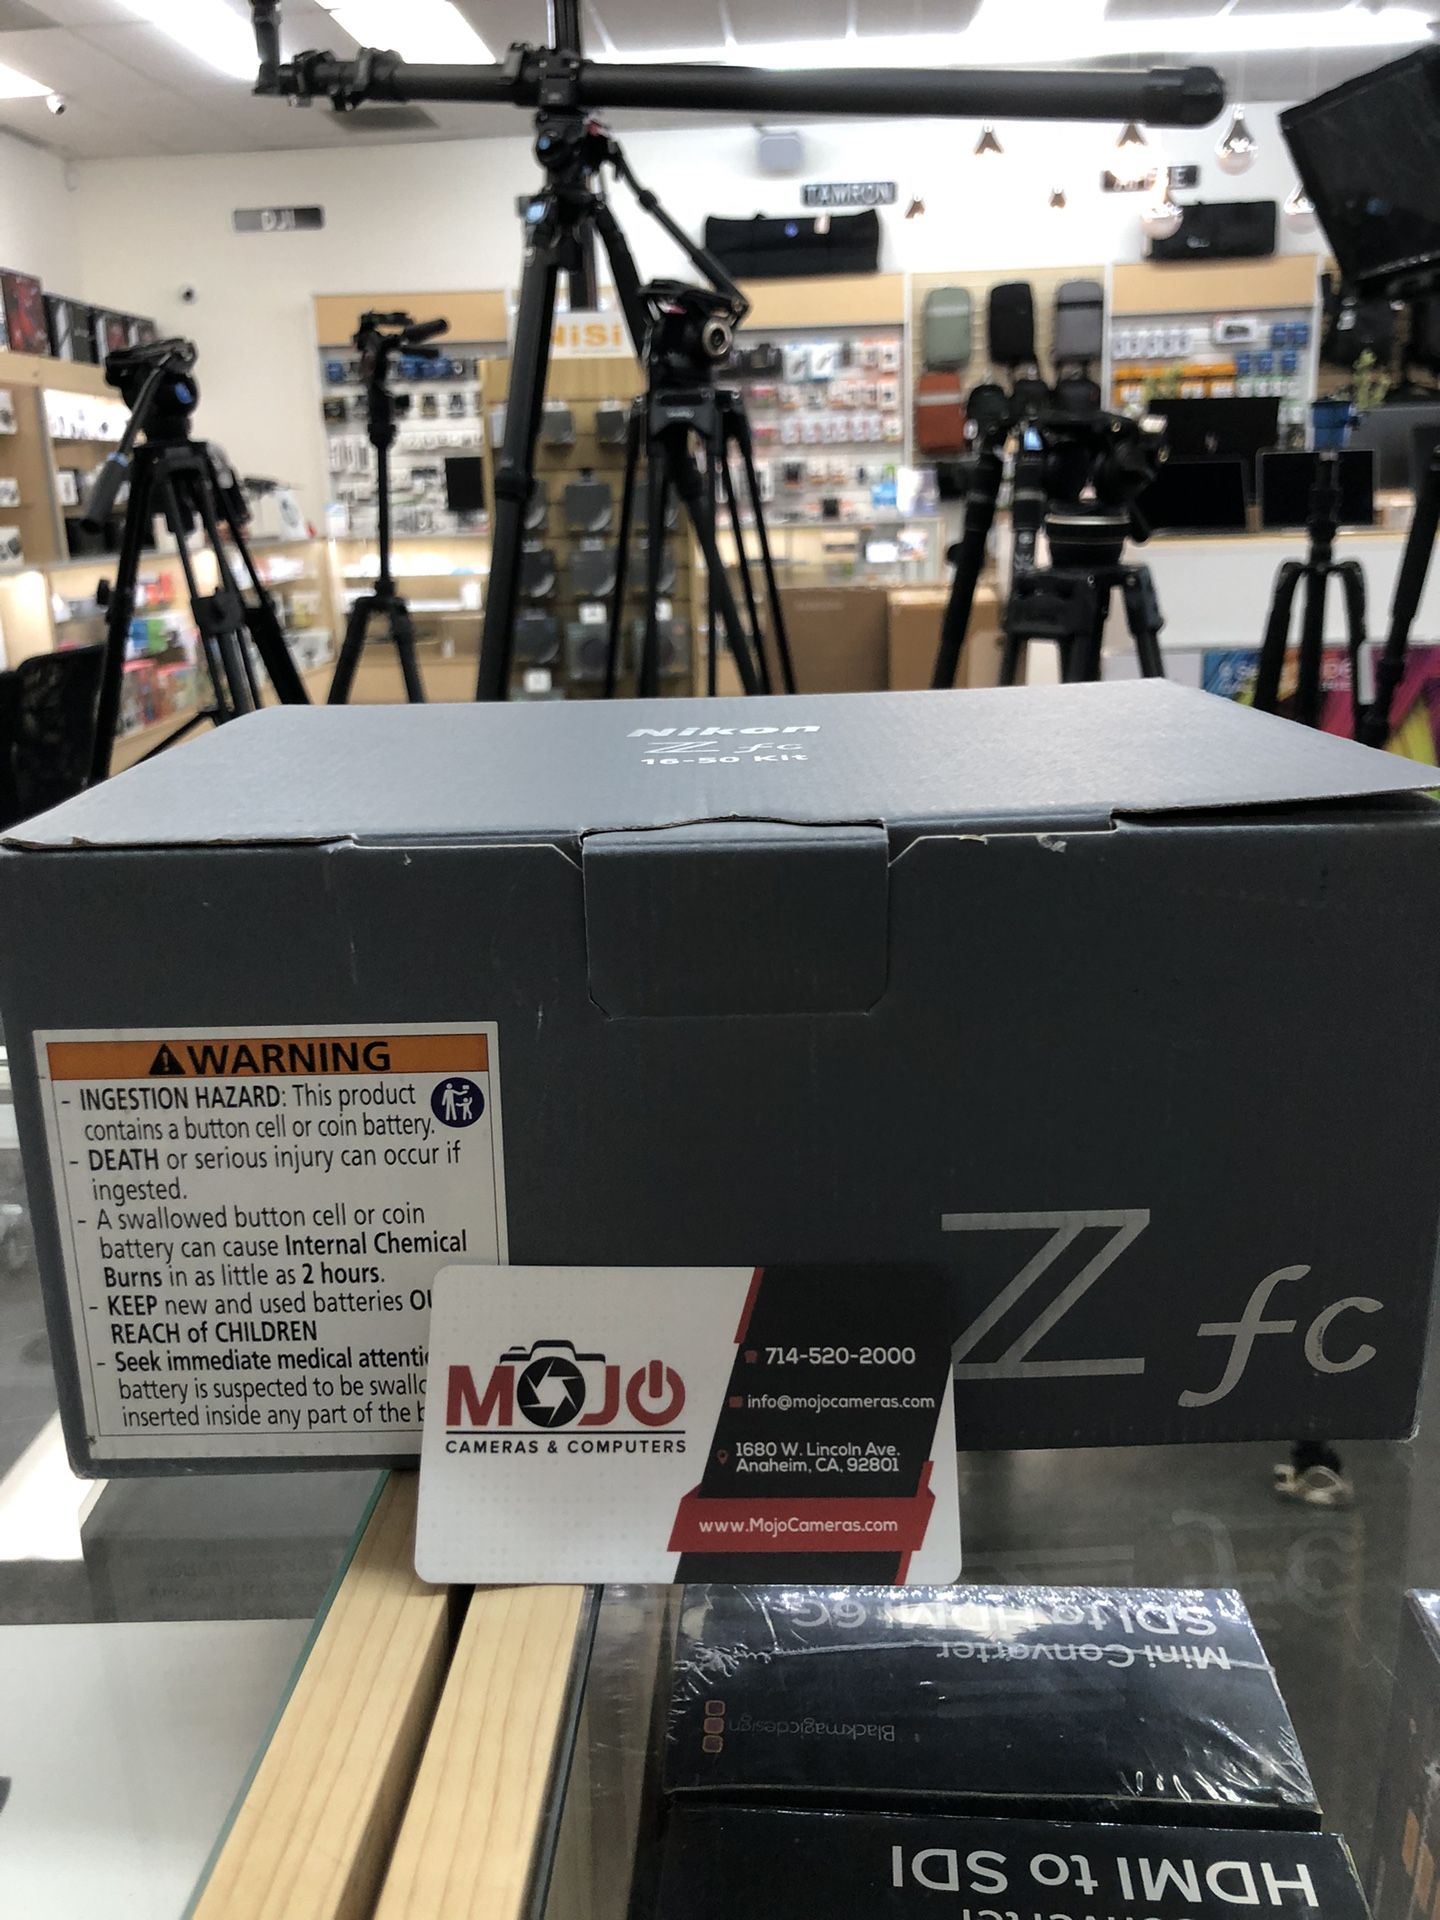 DJI
TAMRON
NiSi
Nikon
Z fc
16-50 Kit
WARNING
- INGESTION HAZARD: This product
contains a button cell or coin battery.
- DEATH or serious injury can occur if
ingested.
- A swallowed button cell or coin
battery can cause Internal Chemical
Burns in as little as 2 hours.
- KEEP new and used batteries
REACH of CHILDREN
- Seek immediate medical
battery is suspected to be
inserted inside any part of the
Z fc
MOJO
CAMERAS & COMPUTERS
714-520-2000
info@mojocameras.com
1680 W. Lincoln Ave.
Anaheim, CA, 92801
www.MojoCameras.com
SDI to HDMI 6G
Mini Converter
Blackmagicdesign
HDMI to SDI